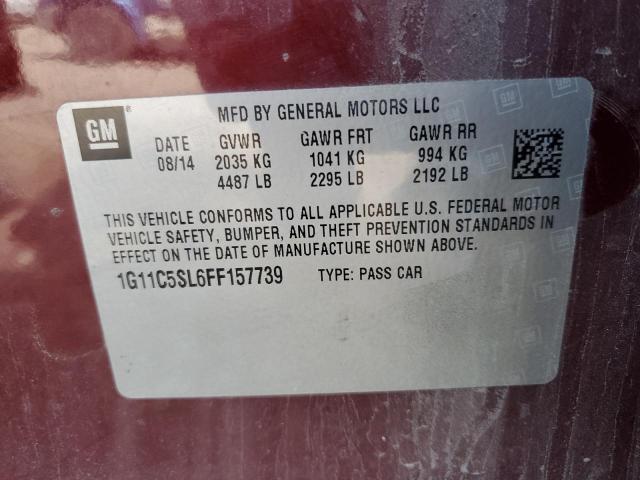 GM ®
MFD BY GENERAL MOTORS LLC
DATE GVWR GAWR FRT GAWR RR
08/14 2035 KG 1041 KG 994 KG
4487 LB 2295 LB 2192 LB
THIS VEHICLE CONFORMS TO ALL APPLICABLE U.S. FEDERAL MOTOR
VEHICLE SAFETY, BUMPER, AND THEFT PREVENTION STANDARDS IN
EFFECT ON THE DATE OF MANUFACTURE SHOWN ABOVE.
1G11C5SL6FF157739 TYPE: PASS CAR